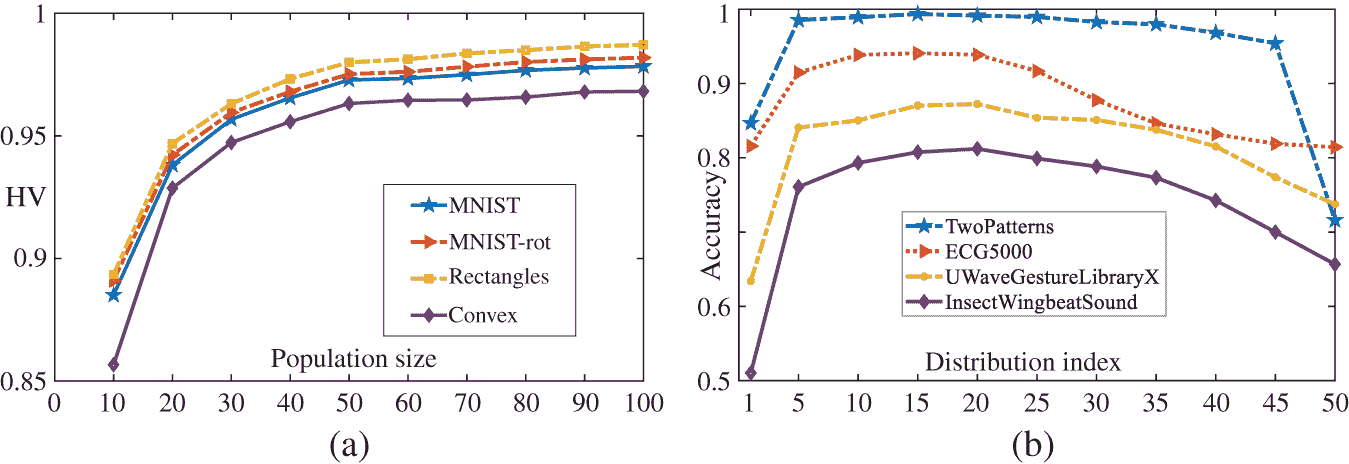 1
0.95
HV
0.9
0.85
MNIST
MNIST-rot
Rectangles
Convex
Population size
0 10 20 30 40 50 60 70 80 90 100
(a)
1
0.9
0.8
Accuracy
0.6
0.5
TwoPatterns
ECG5000
UWaveGestureLibraryX
InsectWingbeatSound
Distribution index
1 5 10 15 20 25 30 35 40 45 50
(b)